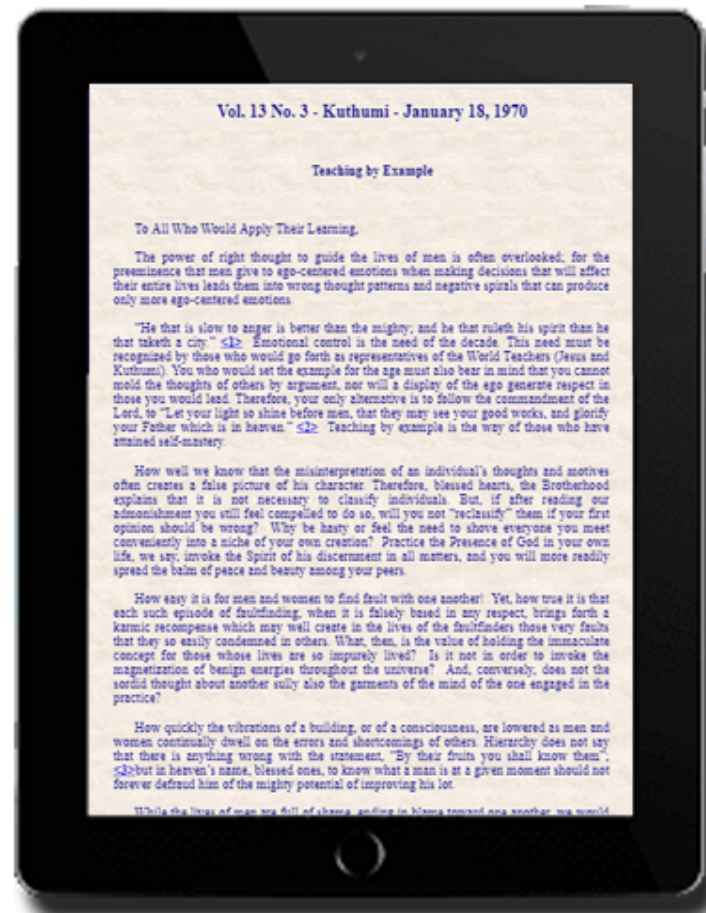 Vol. 13 No. 3 - Kuthumi - January 18, 1970
Teaching by Example
To All Who Would Apply Their Learning,
The power of right thought to guide the lives of men is often overlooked; for the
preeminence that men give to ego-centered emotions when making decisions that will affect
their entire lives leads them into wrong thought patterns and negative spirals that can produce
only more ego-centered emotions.
"He that is slow to anger is better than the mighty; and he that ruleth his spirit than he
that taketh a city." <1> Emotional control is the need of the decade. This need must be
recognized by those who would go forth as representatives of the World Teachers (Jesus and
Kuthumi). You who would set the example for the age must also bear in mind that you cannot
mold the thoughts of others by argument, nor will a display of the ego generate respect in
those you would lead. Therefore, your only alternative is to follow the commandment of the
Lord, to "Let your light so shine before men, that they may see your good works, and glorify
your Father which is in heaven." <2> Teaching by example is the way of those who have
attained self-mastery.
How well we know that the misinterpretation of an individual's thoughts and motives
often creates a false picture of his character. Therefore, blessed hearts, the Brotherhood
explains that it is not necessary to classify individuals. But, if after reading our
admonishment you still feel compelled to do so, will you not "reclassify" them if your first
opinion should be wrong? Why be hasty or feel the need to shove everyone you meet
conveniently into a niche of your own creation? Practice the Presence of God in your own
life, we say, invoke the Spirit of his discernment in all matters, and you will more readily
spread the balm of peace and beauty among your peers.
How easy it is for men and women to find fault with one another! Yet, how true it is that
each such episode of faultfinding, when it is falsely based in any respect, brings forth a
karmic recompense which may well create in the lives of the faultfinders those very faults
that they so easily condemned in others. What, then, is the value of holding the immaculate
concept for those whose lives are so impurely lived? Is it not in order to invoke the
magnetization of benign energies throughout the universe? And, conversely, does not the
sordid thought about another sully also the garments of the mind of the one engaged in the
practice?
How quickly the vibrations of a building, or of a consciousness, are lowered as men and
women continually dwell on the errors and shortcomings of others. Hierarchy does not say
that there is anything wrong with the statement, "By their fruits you shall know them",
<3>but in heaven's name, blessed ones, to know what a man is at a given moment should not
forever defraud him of the mighty potential of improving his lot.
While the lives of men are full of shame, ending in blame toward one another, we would